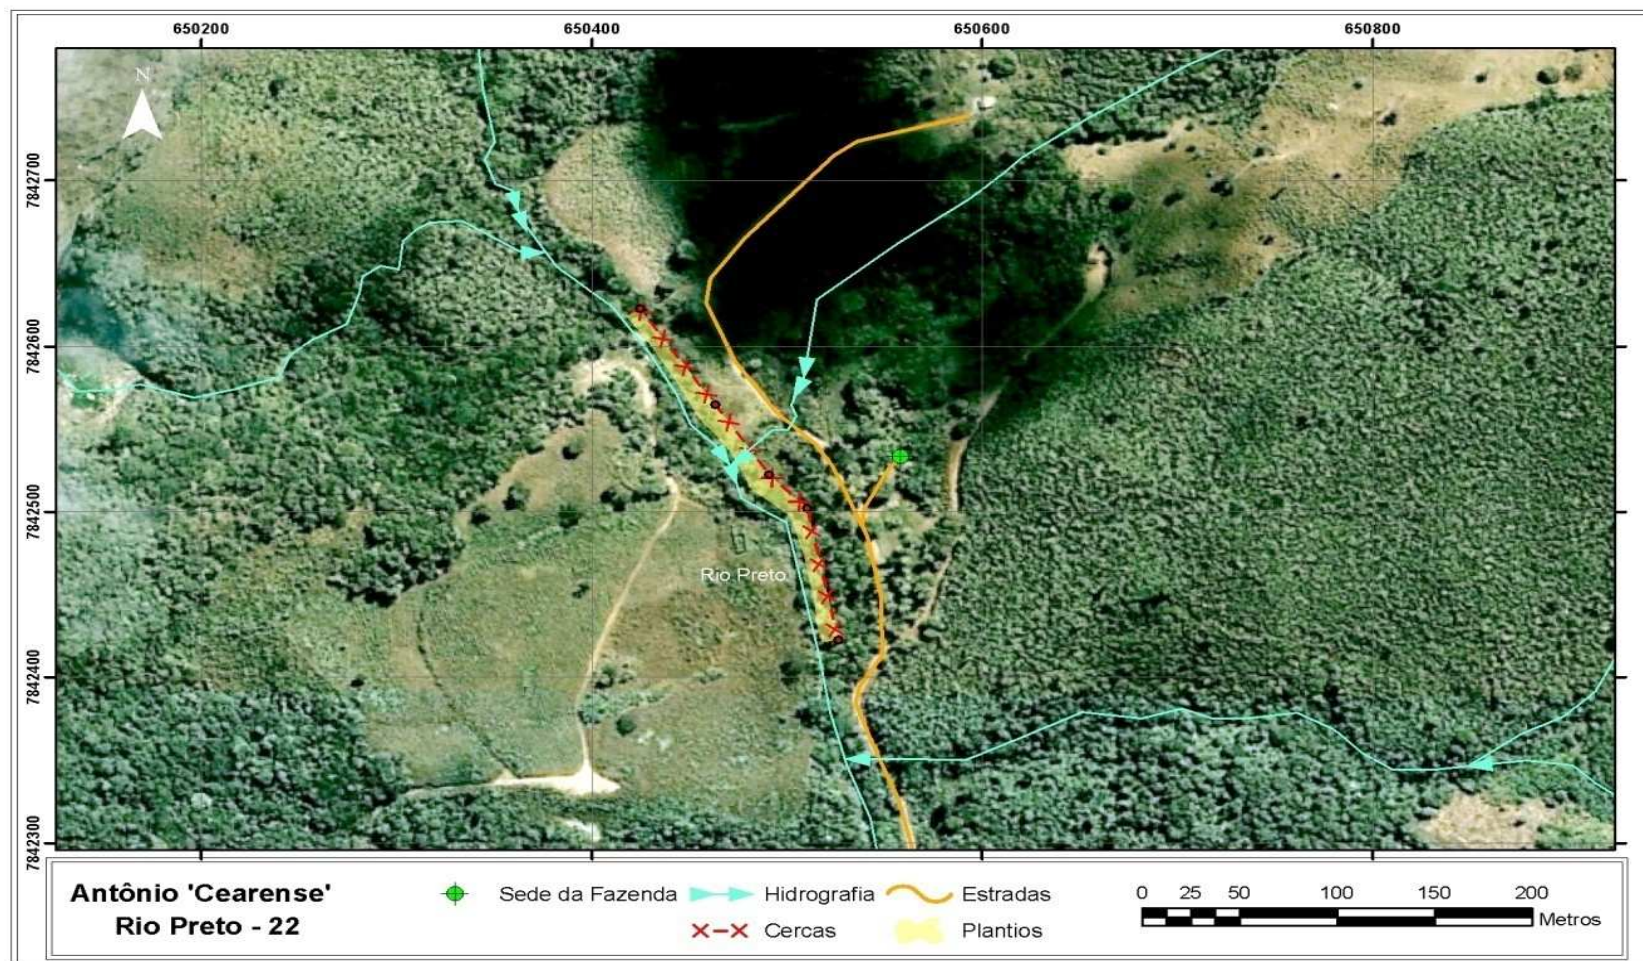 650200 650400 650600 650800
N
7842700
7842600
7842500
7842400
7842300
Rio Preto
Antônio 'Cearense'
Rio Preto - 22
Sede da Fazenda
Hidrografia
Estradas
Cercas
Plantios
0 25 50 100 150 200
Metros